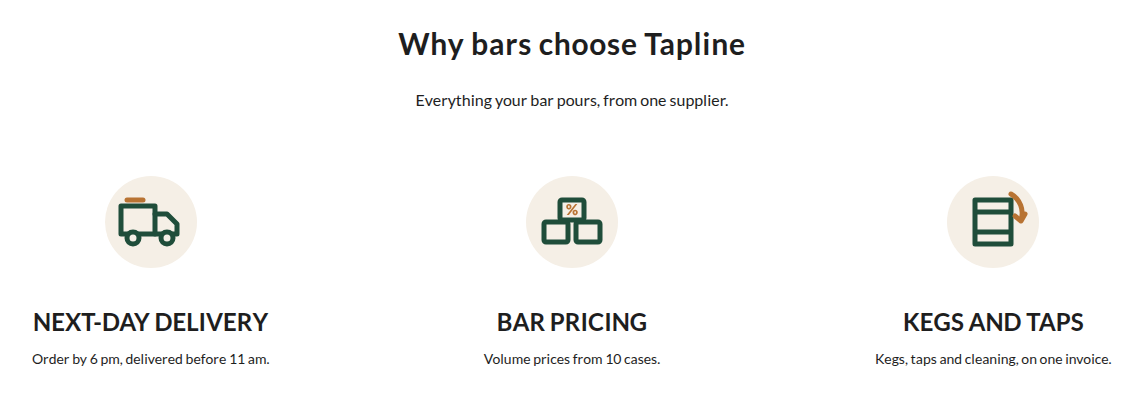 Why bars choose Tapline
Everything your bar pours, from one supplier.
%
NEXT-DAY DELIVERY
BAR PRICING
KEGS AND TAPS
Order by 6 pm, delivered before 11 am.
Volume prices from 10 cases.
Kegs, taps and cleaning, on one invoice.